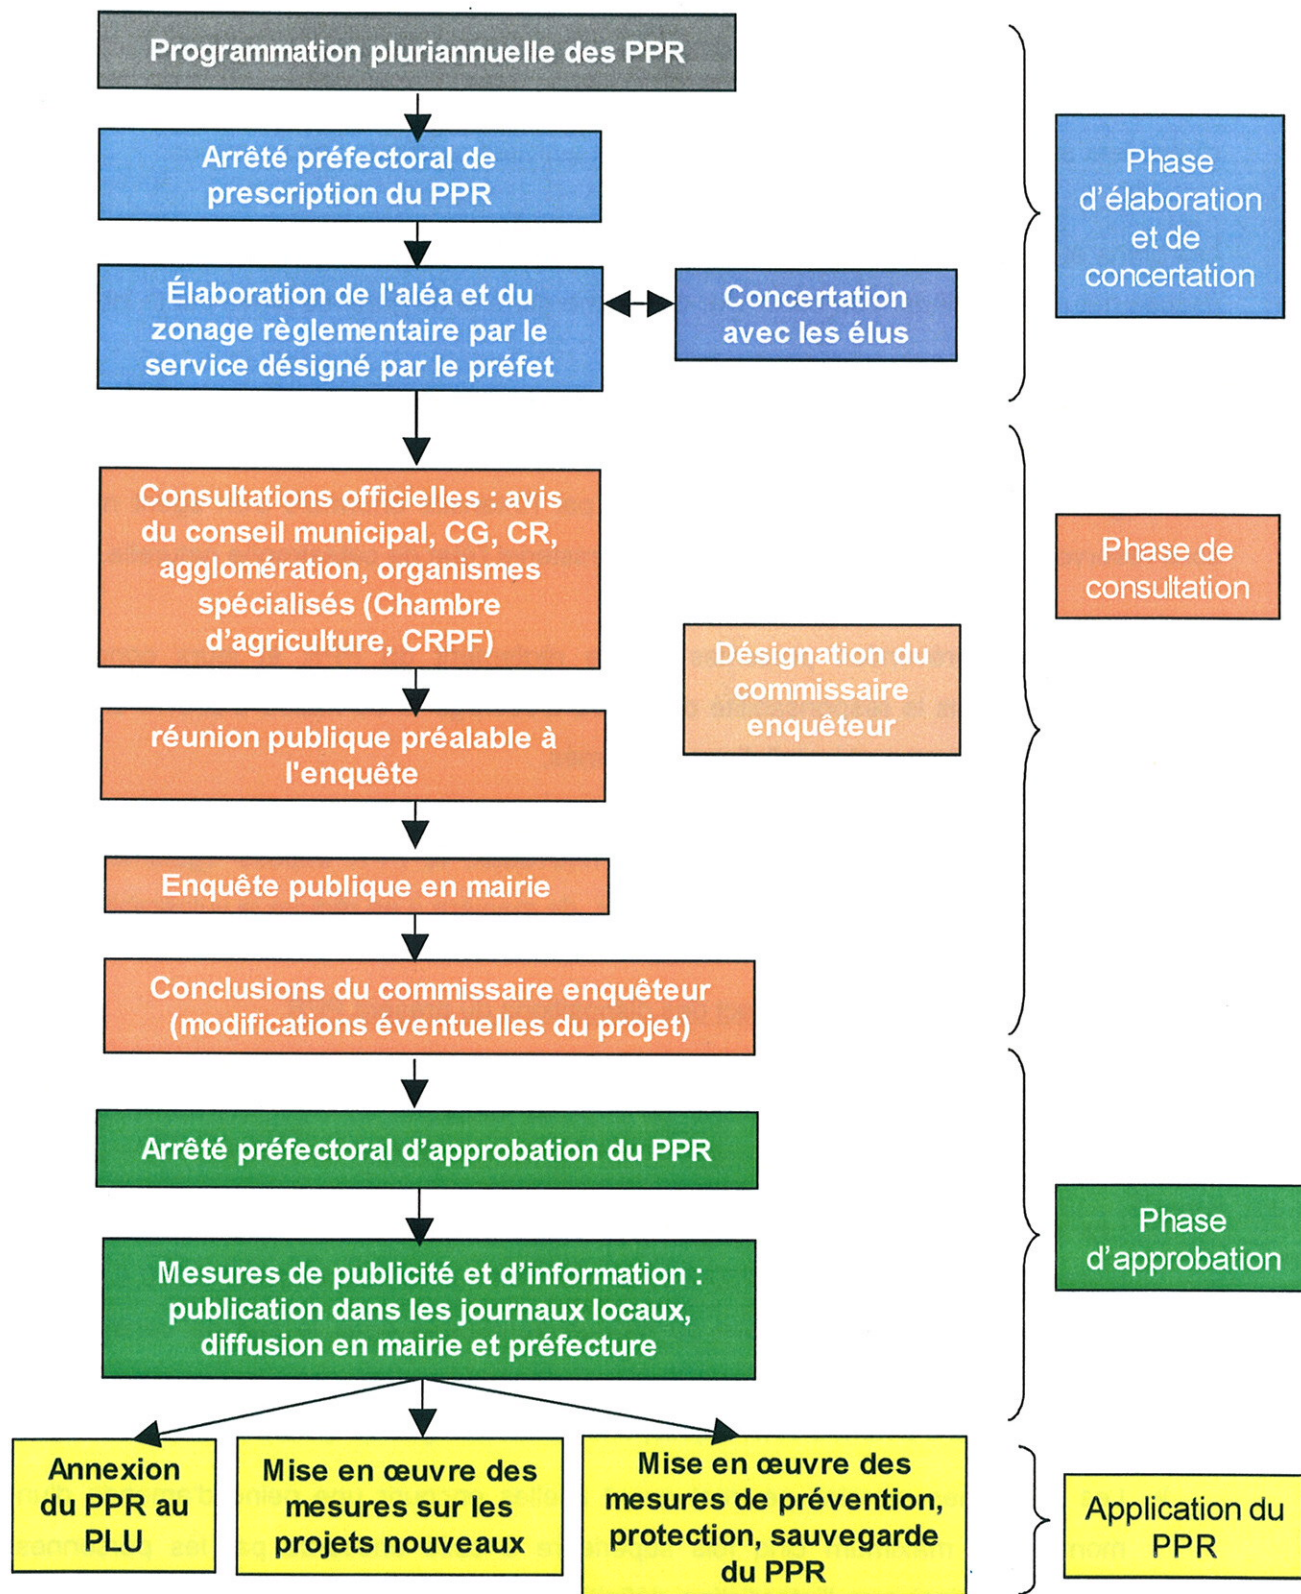 Programmation pluriannuelle des PPR
Arrêté préfectoral de
prescription du PPR
Élaboration de l'aléa et du
zonage règlementaire par le
service désigné par le préfet
Concertation
avec les élus
Phase
d'élaboration
et de
concertation
Consultations officielles : avis
du conseil municipal, CG, CR,
agglomération, organismes
spécialisés (Chambre
d'agriculture, CRPF)
réunion publique préalable à
l'enquête
Enquête publique en mairie
Conclusions du commissaire enquêteur
(modifications éventuelles du projet)
Désignation du
commissaire
enquêteur
Phase de
consultation
Arrêté préfectoral d'approbation du PPR
Mesures de publicité et d'information :
publication dans les journaux locaux,
diffusion en mairie et préfecture
Phase
d'approbation
Annexion
du PPR au
PLU
Mise en œuvre des
mesures sur les
projets nouveaux
Mise en œuvre des
mesures de prévention,
protection, sauvegarde
du PPR
Application du
PPR